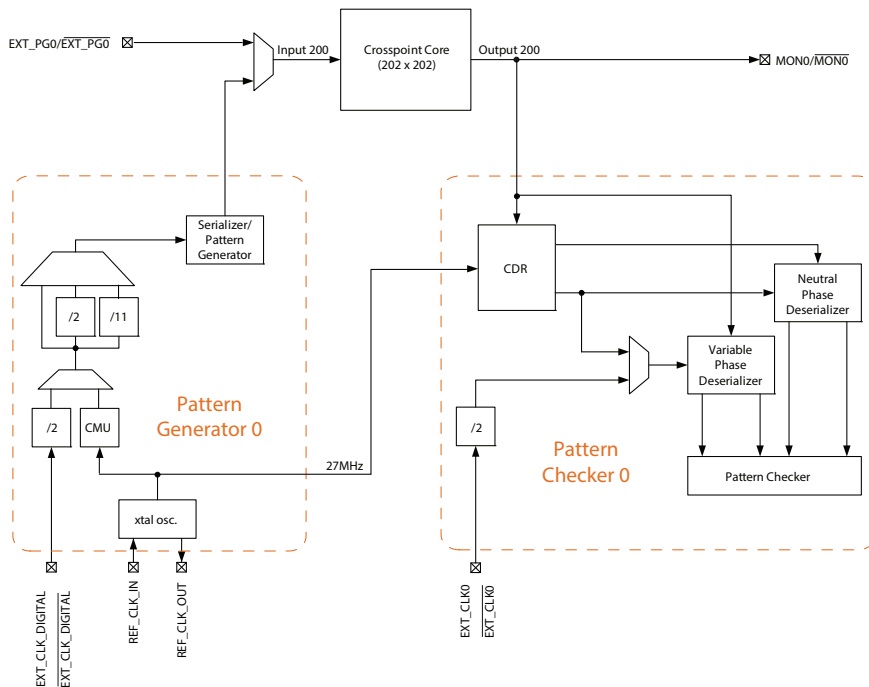 EXT_PG0/EXT_PG0
Input 200
Crosspoint Core
(202 x 202)
Output 200
MON0/MON0
Serializer/
Pattern
Generator
/2
/11
/2
CMU
Pattern
Generator 0
27MHz
xtal osc.
EXT_CLK_DIGITAL
EXT_CLK_DIGITAL
REF_CLK_IN
REF_CLK_OUT
CDR
Neutral
Phase
Deserializer
Variable
Phase
Deserializer
/2
Pattern
Checker 0
Pattern Checker
EXT_CLK0
EXT_CLK0